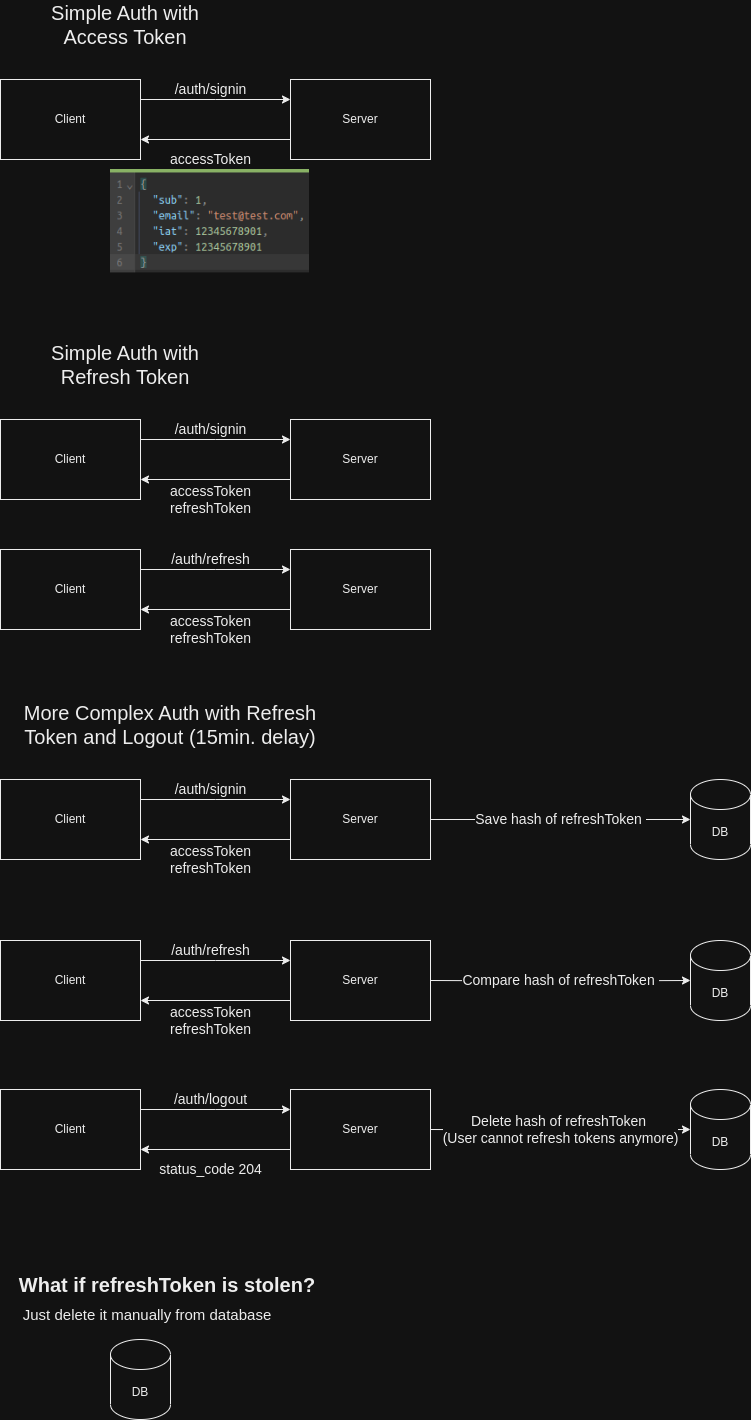 Simple Auth with
Access Token
/auth/signin
Client
Server
accessToken
1 {
2 "sub": 1,
3 "email": "test@test.com",
4 "iat": 12345678901,
5 "exp": 12345678901
6 }
Simple Auth with
Refresh Token
/auth/signin
Client
Server
accessToken
refreshToken
/auth/refresh
Client
Server
accessToken
refreshToken
More Complex Auth with Refresh
Token and Logout (15min. delay)
/auth/signin
Client
Server
Save hash of refreshToken
DB
accessToken
refreshToken
/auth/refresh
Client
Server
Compare hash of refreshToken
DB
accessToken
refreshToken
/auth/logout
Client
Server
Delete hash of refreshToken
(User cannot refresh tokens anymore)
DB
status_code 204
What if refreshToken is stolen?
Just delete it manually from database
DB